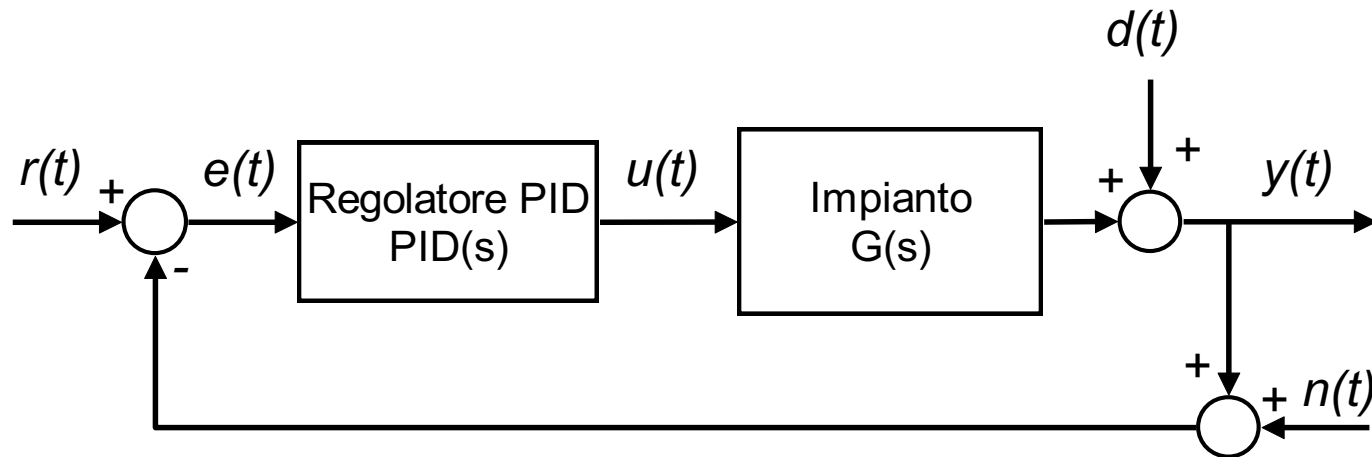 d(t)
r(t)
+
e(t)
Regolatore PID
PID(s)
u(t)
Impianto
G(s)
+
+
y(t)
-
+
+
n(t)